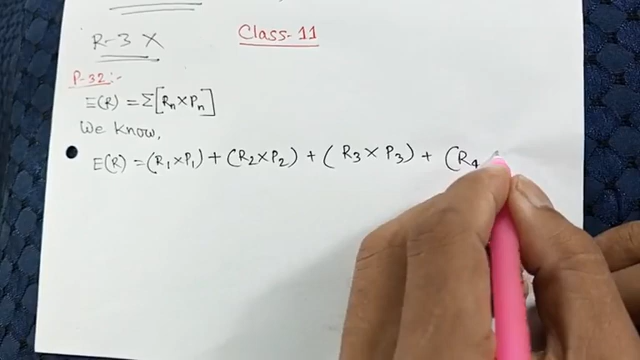 R-3 X
Class-11
P-32:-
E(R) = Σ[Rₙ×Pₙ]
We know,
E(R) = (R₁×P₁) + (R₂×P₂) + (R₃×P₃) + (R₄